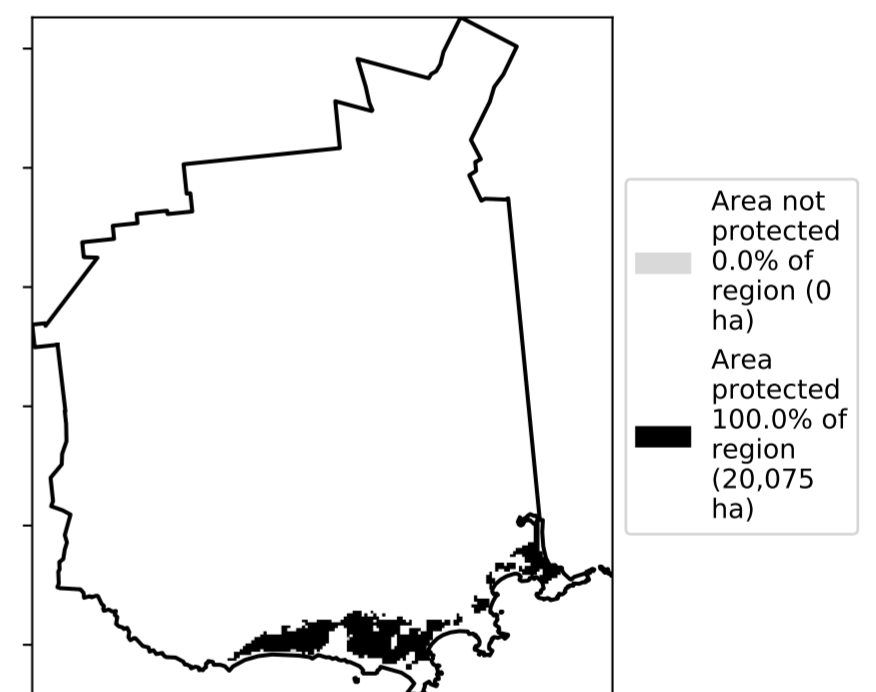 Area not
protected
0.0% of
region (0
ha)
Area
protected
100.0% of
region
(20,075
ha)